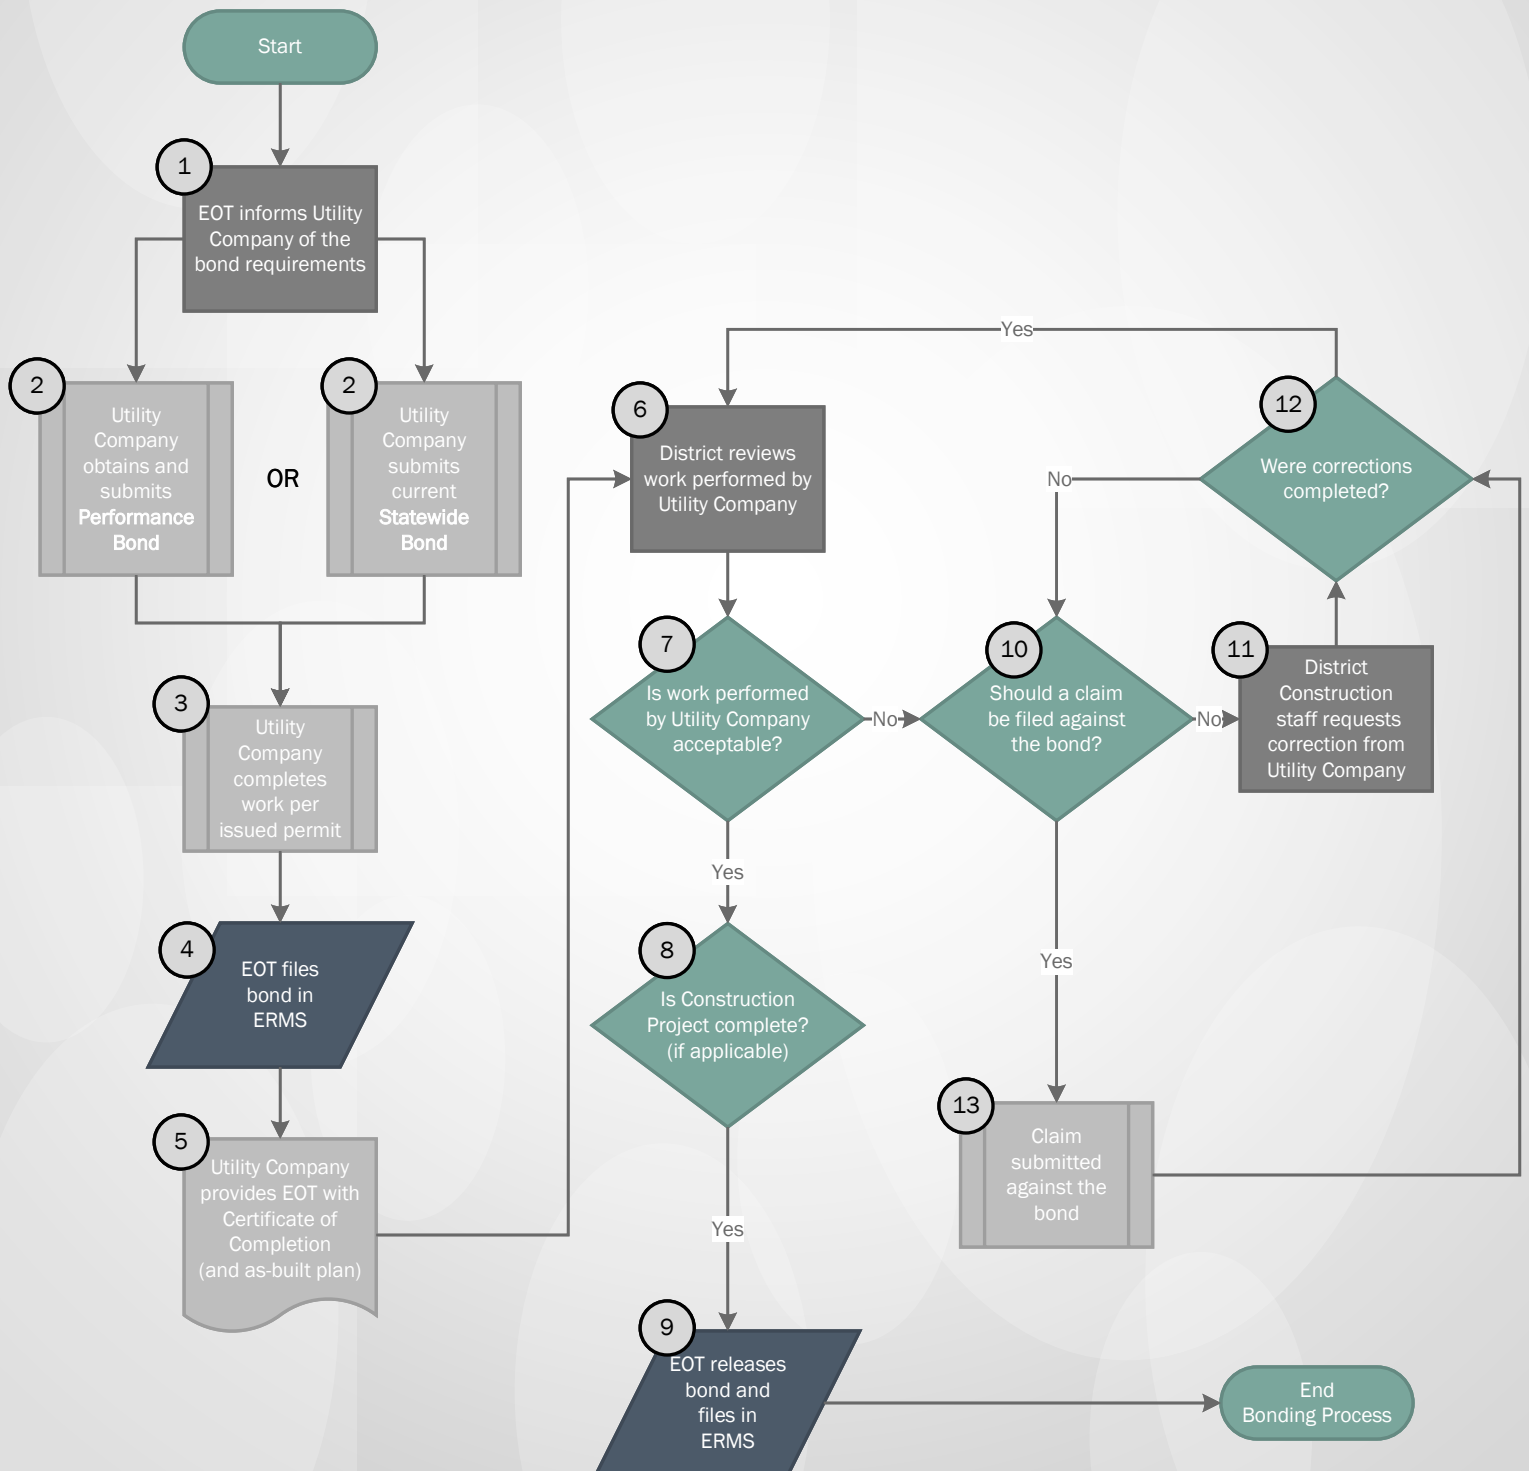 Start
1
EOT informs Utility
Company of the
bond requirements
2
Utility
Company
obtains and
submits
Performance
Bond
OR
2
Utility
Company
submits
current
Statewide
Bond
3
Utility
Company
completes
work per
issued permit
4
EOT files
bond in
ERMS
5
Utility Company
provides EOT with
Certificate of
Completion
(and as-built plan)
6
District reviews
work performed by
Utility Company
7
Is work performed
by Utility Company
acceptable?
No
Yes
8
Is Construction
Project complete?
(if applicable)
Yes
9
EOT releases
bond and
files in
ERMS
10
Should a claim
be filed against
the bond?
No
Yes
11
District
Construction
staff requests
correction from
Utility Company
12
Were corrections
completed?
Yes
No
13
Claim
submitted
against the
bond
End
Bonding Process